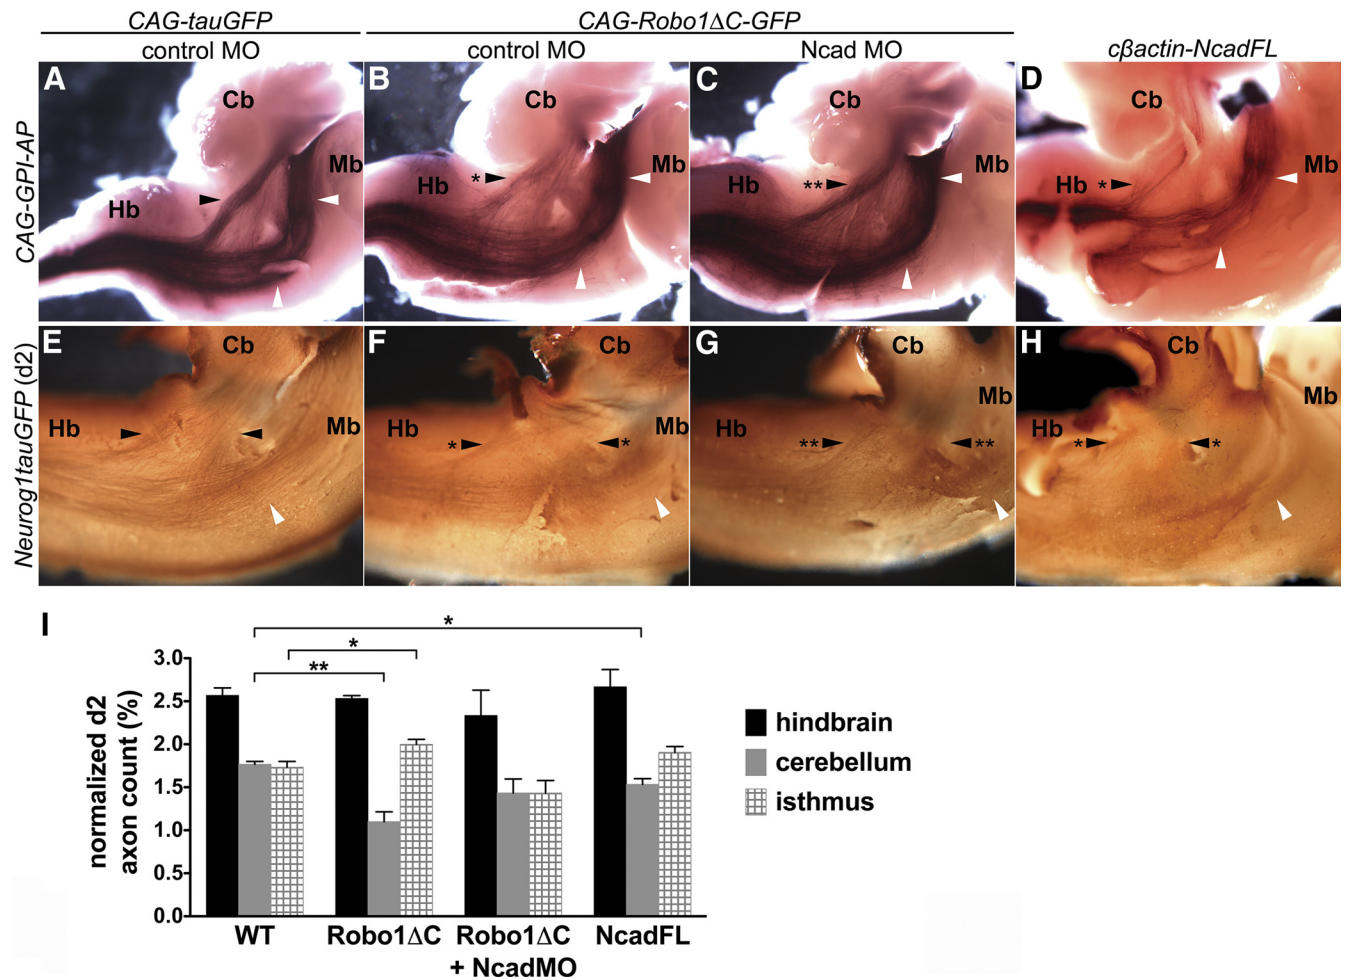 CAG-tauGFP
CAG-Robo1ΔC-GFP
control MO
control MO
Ncad MO
cβactin-NcadFL
CAG-GPI-AP
A
Cb
Hb
Mb
B
Cb
Hb
*
Mb
C
Cb
Hb
**
Mb
D
Cb
Hb
*
Mb
Neurog1tauGFP (d2)
E
Cb
Hb
Mb
F
Cb
Hb
*
*
Mb
G
Cb
Hb
**
**
Mb
H
Cb
Hb
*
*
Mb
I
*
*
**
normalized d2
axon count (%)
3.0
2.5
2.0
1.5
1.0
0.5
0.0
WT
Robo1ΔC
Robo1ΔC
+ NcadMO
NcadFL
hindbrain
cerebellum
isthmus